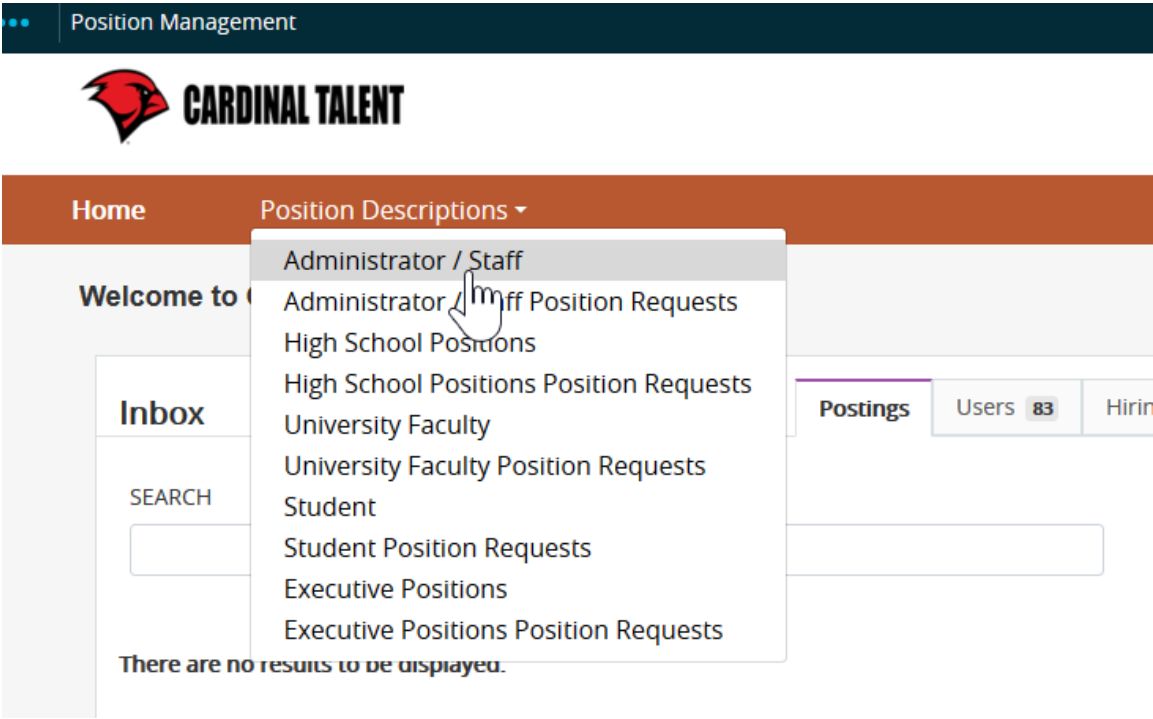 Position Management
CARDINAL TALENT
Home Position Descriptions
Administrator / Staff
Welcome to
Administrator / Staff Position Requests
High School Positions
High School Positions Position Requests
Inbox
Postings Users 83
University Faculty
University Faculty Position Requests
SEARCH
Student
Student Position Requests
Executive Positions
Executive Positions Position Requests
There are no results to be displayed.